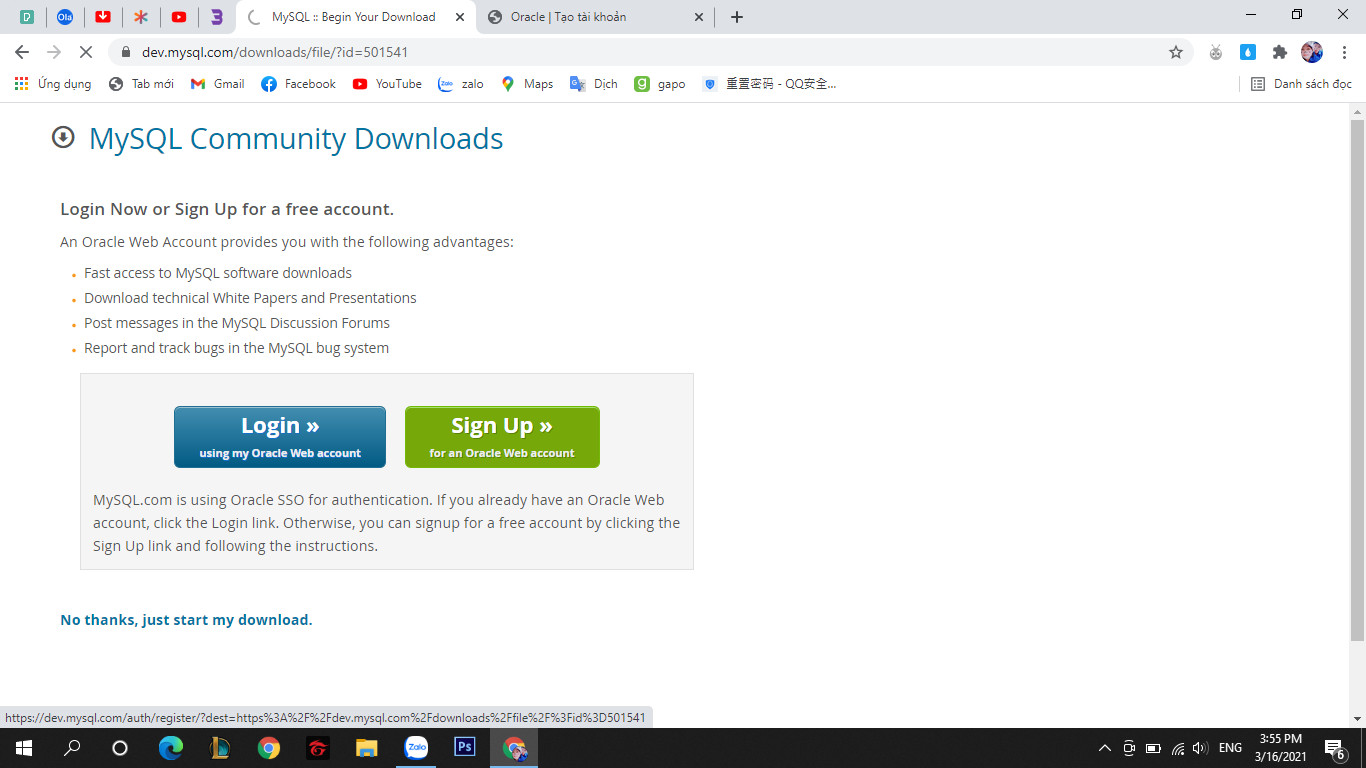 Ola
MySQL :: Begin Your Download
Oracle | Tạo tài khoản
dev.mysql.com/downloads/file/?id=501541
Ứng dụng
Tab mới
Gmail
Facebook
YouTube
Zalo
zalo
Maps
Dịch
gapo
重置密码 - QQ安全...
Danh sách đọc
MySQL Community Downloads
Login Now or Sign Up for a free account.
An Oracle Web Account provides you with the following advantages:
Fast access to MySQL software downloads
Download technical White Papers and Presentations
Post messages in the MySQL Discussion Forums
Report and track bugs in the MySQL bug system
Login »
using my Oracle Web account
Sign Up »
for an Oracle Web account
MySQL.com is using Oracle SSO for authentication. If you already have an Oracle Web
account, click the Login link. Otherwise, you can signup for a free account by clicking the
Sign Up link and following the instructions.
No thanks, just start my download.
https://dev.mysql.com/auth/register/?dest=https%3A%2F%2Fdev.mysql.com%2Fdownloads%2Ffile%2F%3Fid%3D501541
Zalo
Ps
ENG
3:55 PM
3/16/2021
6